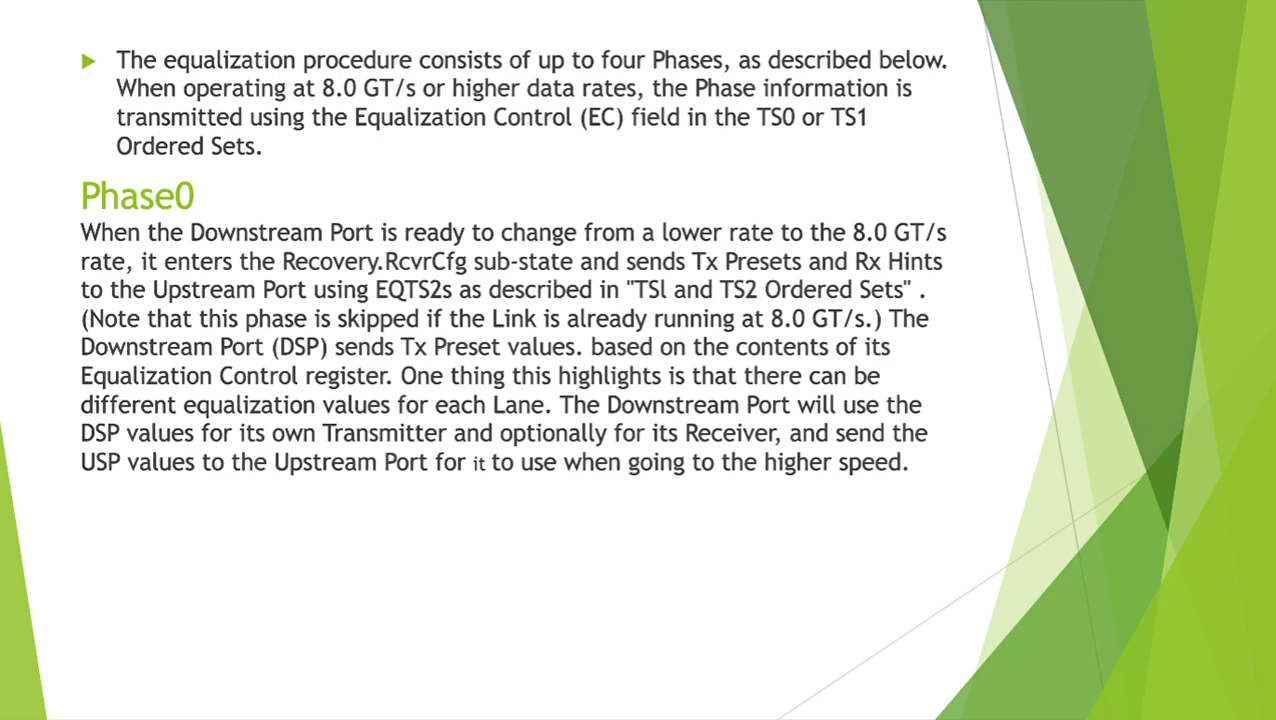 The equalization procedure consists of up to four Phases, as described below.
When operating at 8.0 GT/s or higher data rates, the Phase information is
transmitted using the Equalization Control (EC) field in the TS0 or TS1
Ordered Sets.
Phase0
When the Downstream Port is ready to change from a lower rate to the 8.0 GT/s
rate, it enters the Recovery.RcvrCfg sub-state and sends Tx Presets and Rx Hints
to the Upstream Port using EQTS2s as described in "TSl and TS2 Ordered Sets" .
(Note that this phase is skipped if the Link is already running at 8.0 GT/s.) The
Downstream Port (DSP) sends Tx Preset values. based on the contents of its
Equalization Control register. One thing this highlights is that there can be
different equalization values for each Lane. The Downstream Port will use the
DSP values for its own Transmitter and optionally for its Receiver, and send the
USP values to the Upstream Port for it to use when going to the higher speed.